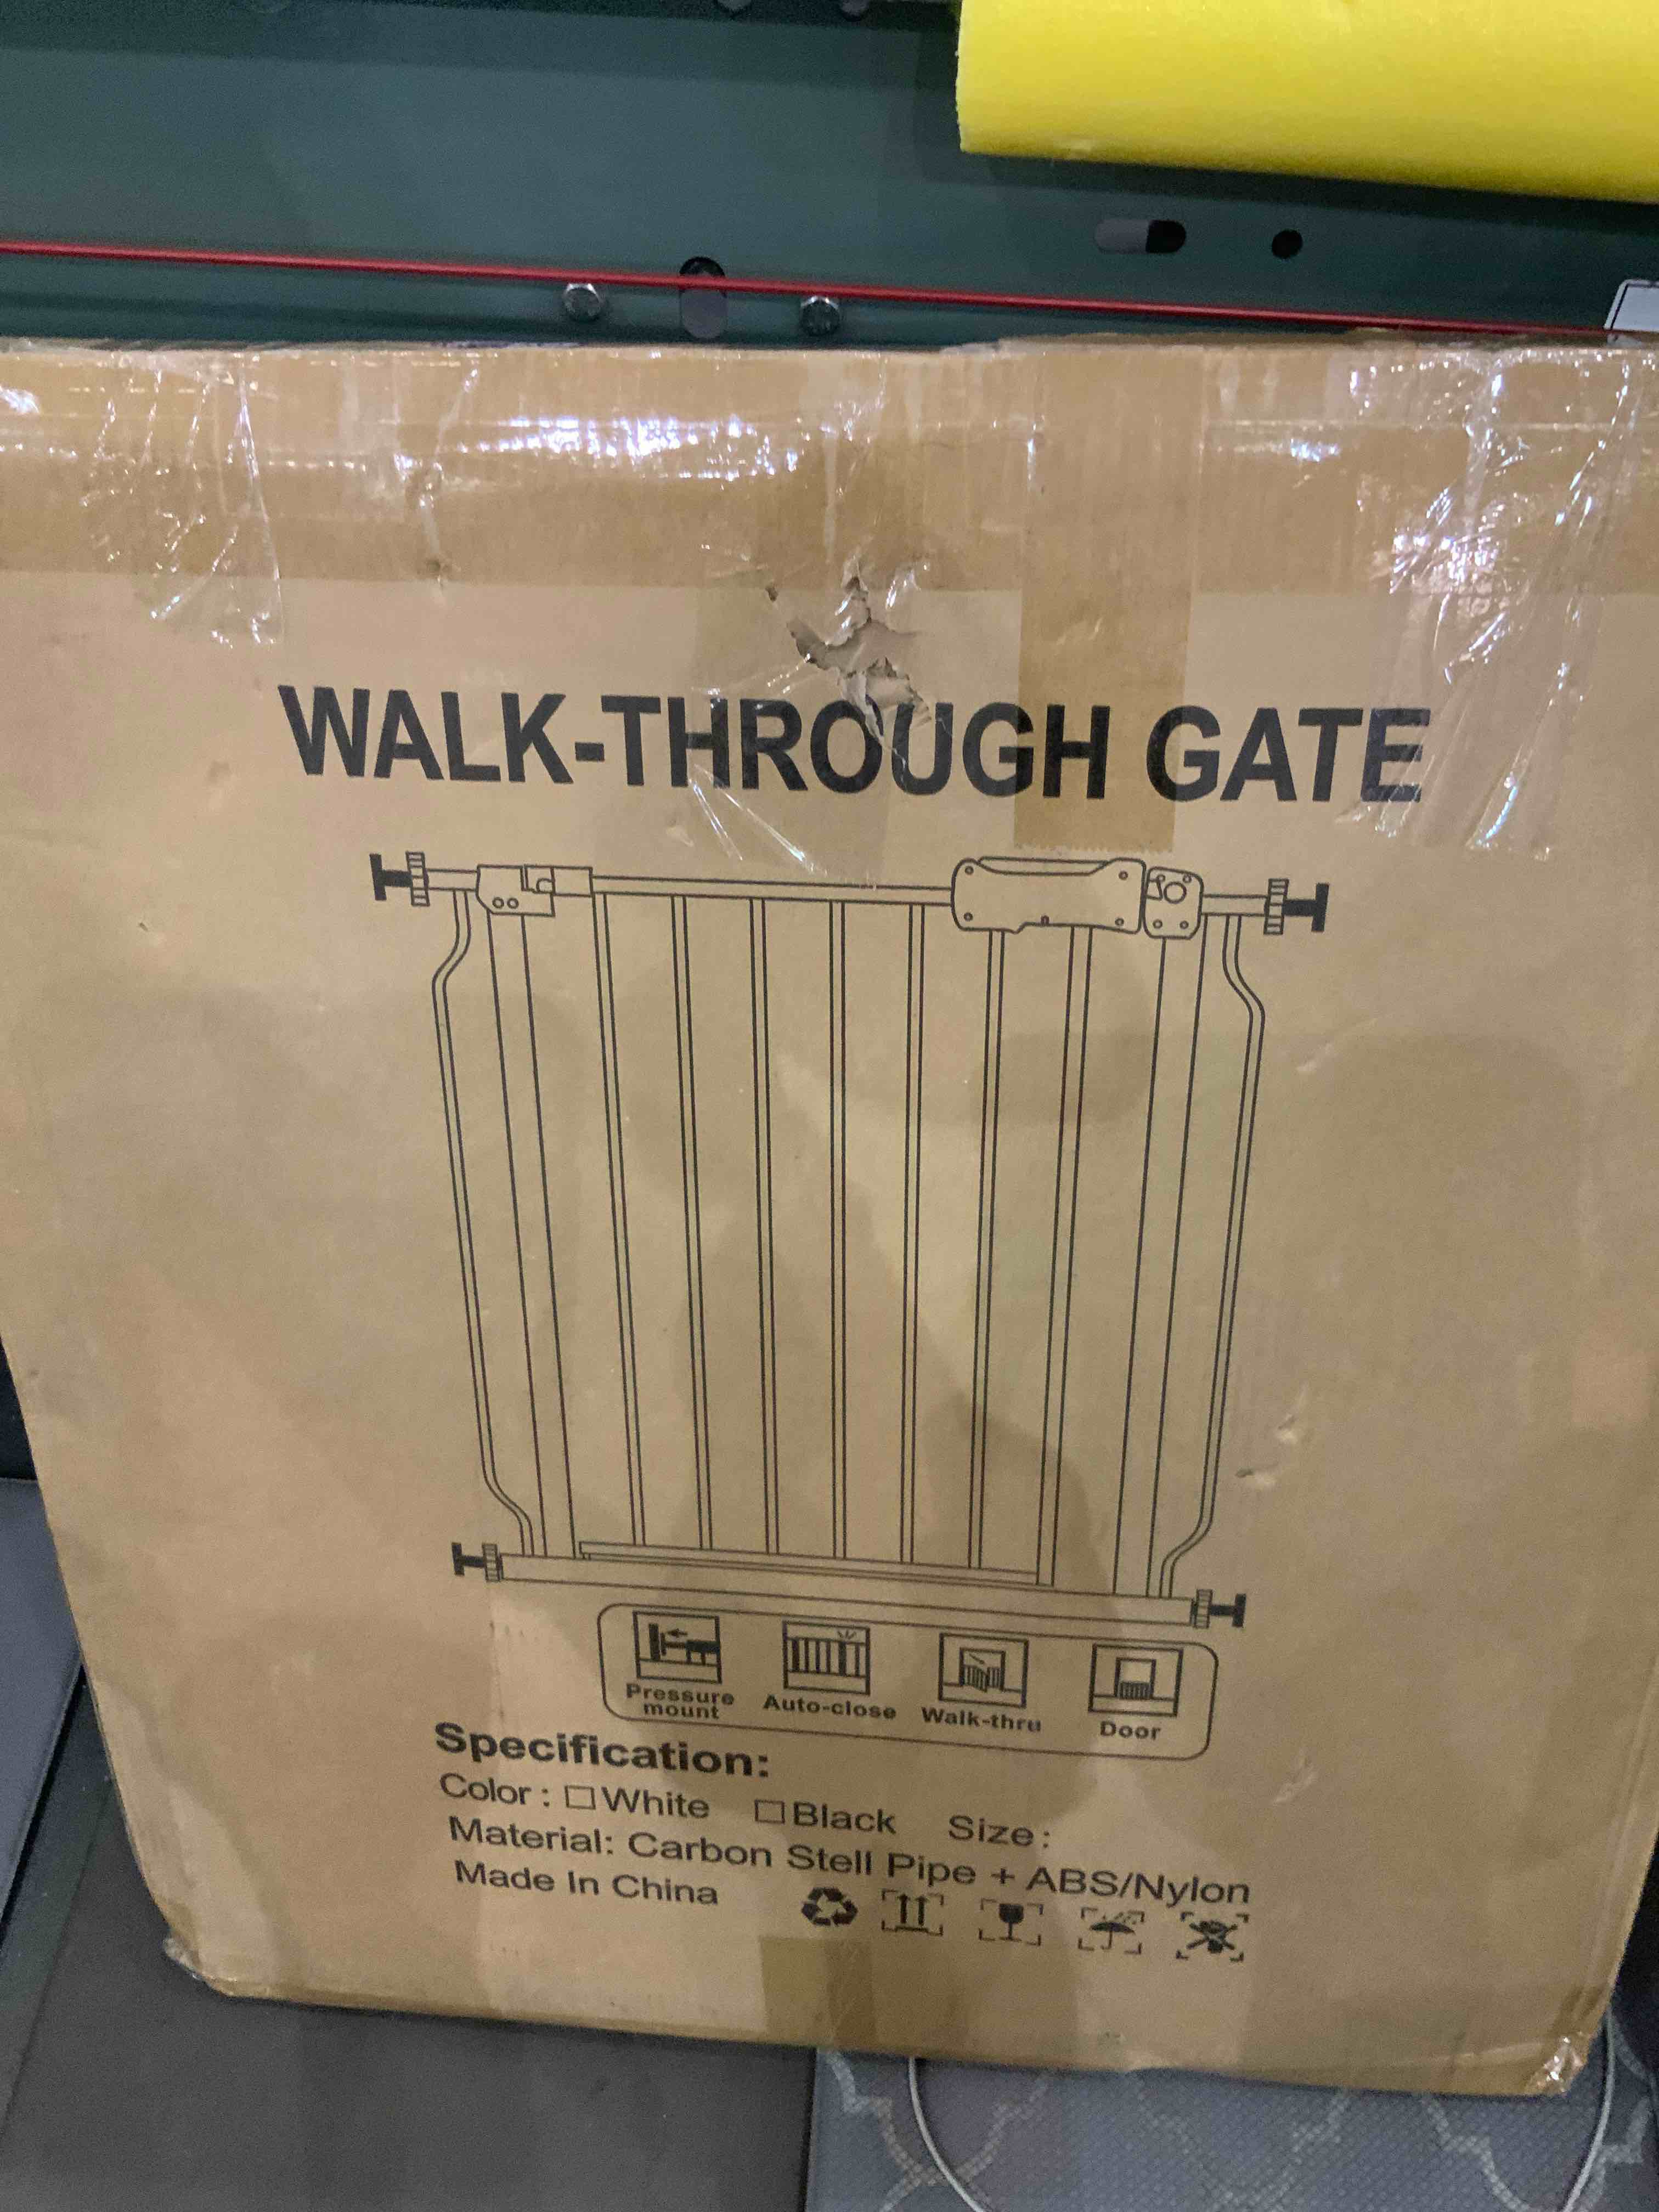 WALK-THROUGH GATE
Pressure mount
Auto-close
Walk-thru
Door
Specification:
Color : □White □Black Size :
Material: Carbon Stell Pipe + ABS/Nylon
Made In China